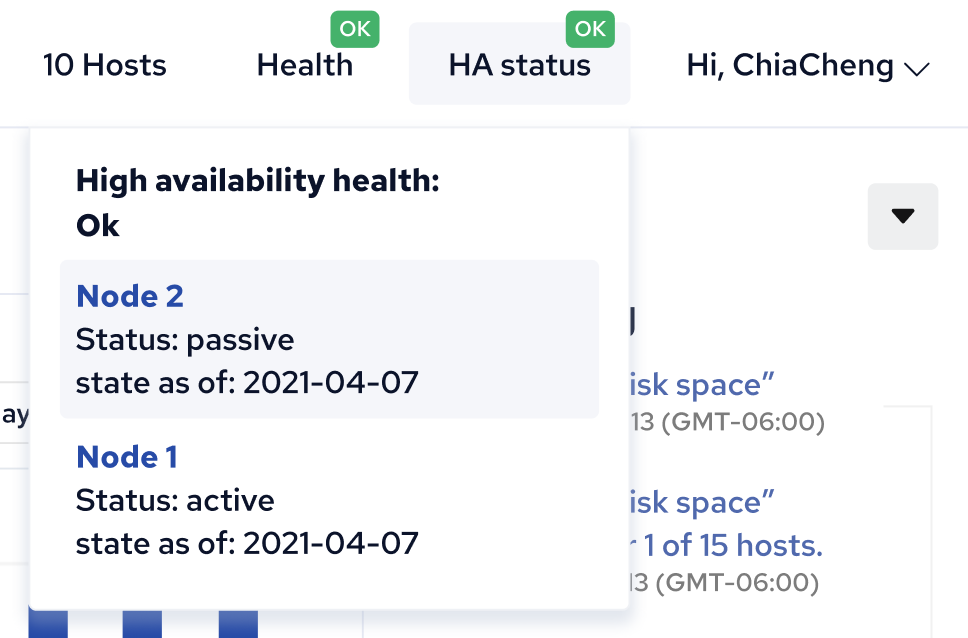 OK
OK
10 Hosts
Health
HA status
Hi, ChiaCheng
High availability health:
Ok
Node 2
Status: passive
state as of: 2021-04-07
Node 1
Status: active
state as of: 2021-04-07
isk space”
13 (GMT-06:00)
isk space”
1 of 15 hosts.
13 (GMT-06:00)
ay